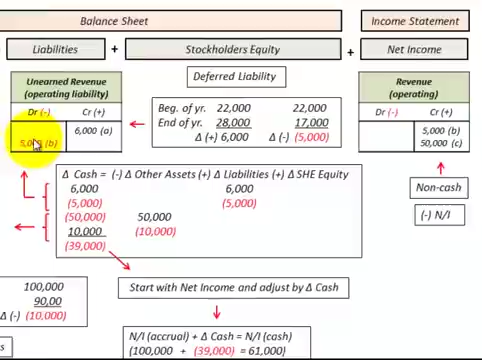 Balance Sheet
Income Statement
Liabilities
+
Stockholders Equity
+
Net Income
Unearned Revenue
(operating liability)
Dr (-) Cr (+)
6,000 (a)
5,000 (b)
Deferred Liability
Beg. of yr. 22,000 22,000
End of yr. 28,000 17,000
Δ (+) 6,000 Δ (-) (5,000)
Revenue
(operating)
Dr (-) Cr (+)
5,000 (b)
50,000 (c)
Non-cash
(-) N/I
Δ Cash = (-) Δ Other Assets (+) Δ Liabilities (+) Δ SHE Equity
6,000 6,000
(5,000) (5,000)
(50,000) 50,000
10,000 (10,000)
(39,000)
100,000
90,00
Δ (-) (10,000)
Start with Net Income and adjust by Δ Cash
N/I (accrual) + Δ Cash = N/I (cash)
(100,000 + (39,000) = 61,000)